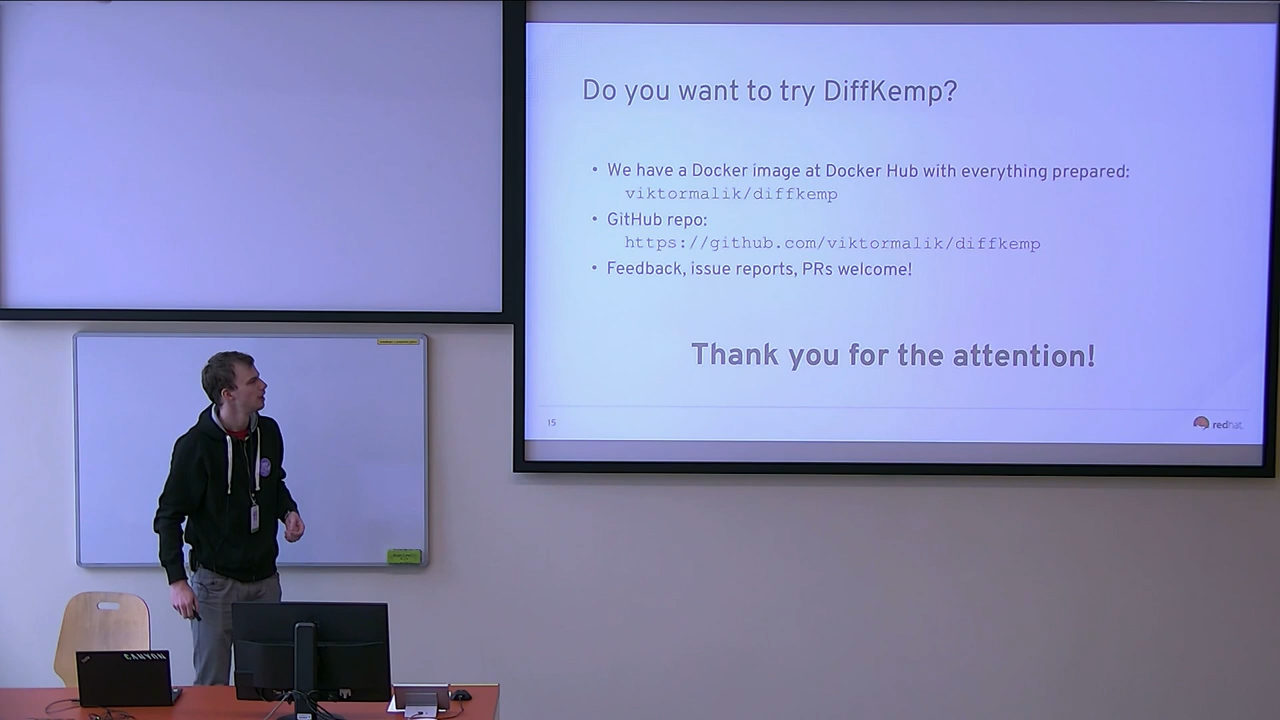 Do you want to try DiffKemp?
• We have a Docker image at Docker Hub with everything prepared:
viktormalik/diffkemp
• GitHub repo:
https://github.com/viktormalik/diffkemp
• Feedback, issue reports, PRs welcome!
Thank you for the attention!
15
redhat
CANYON